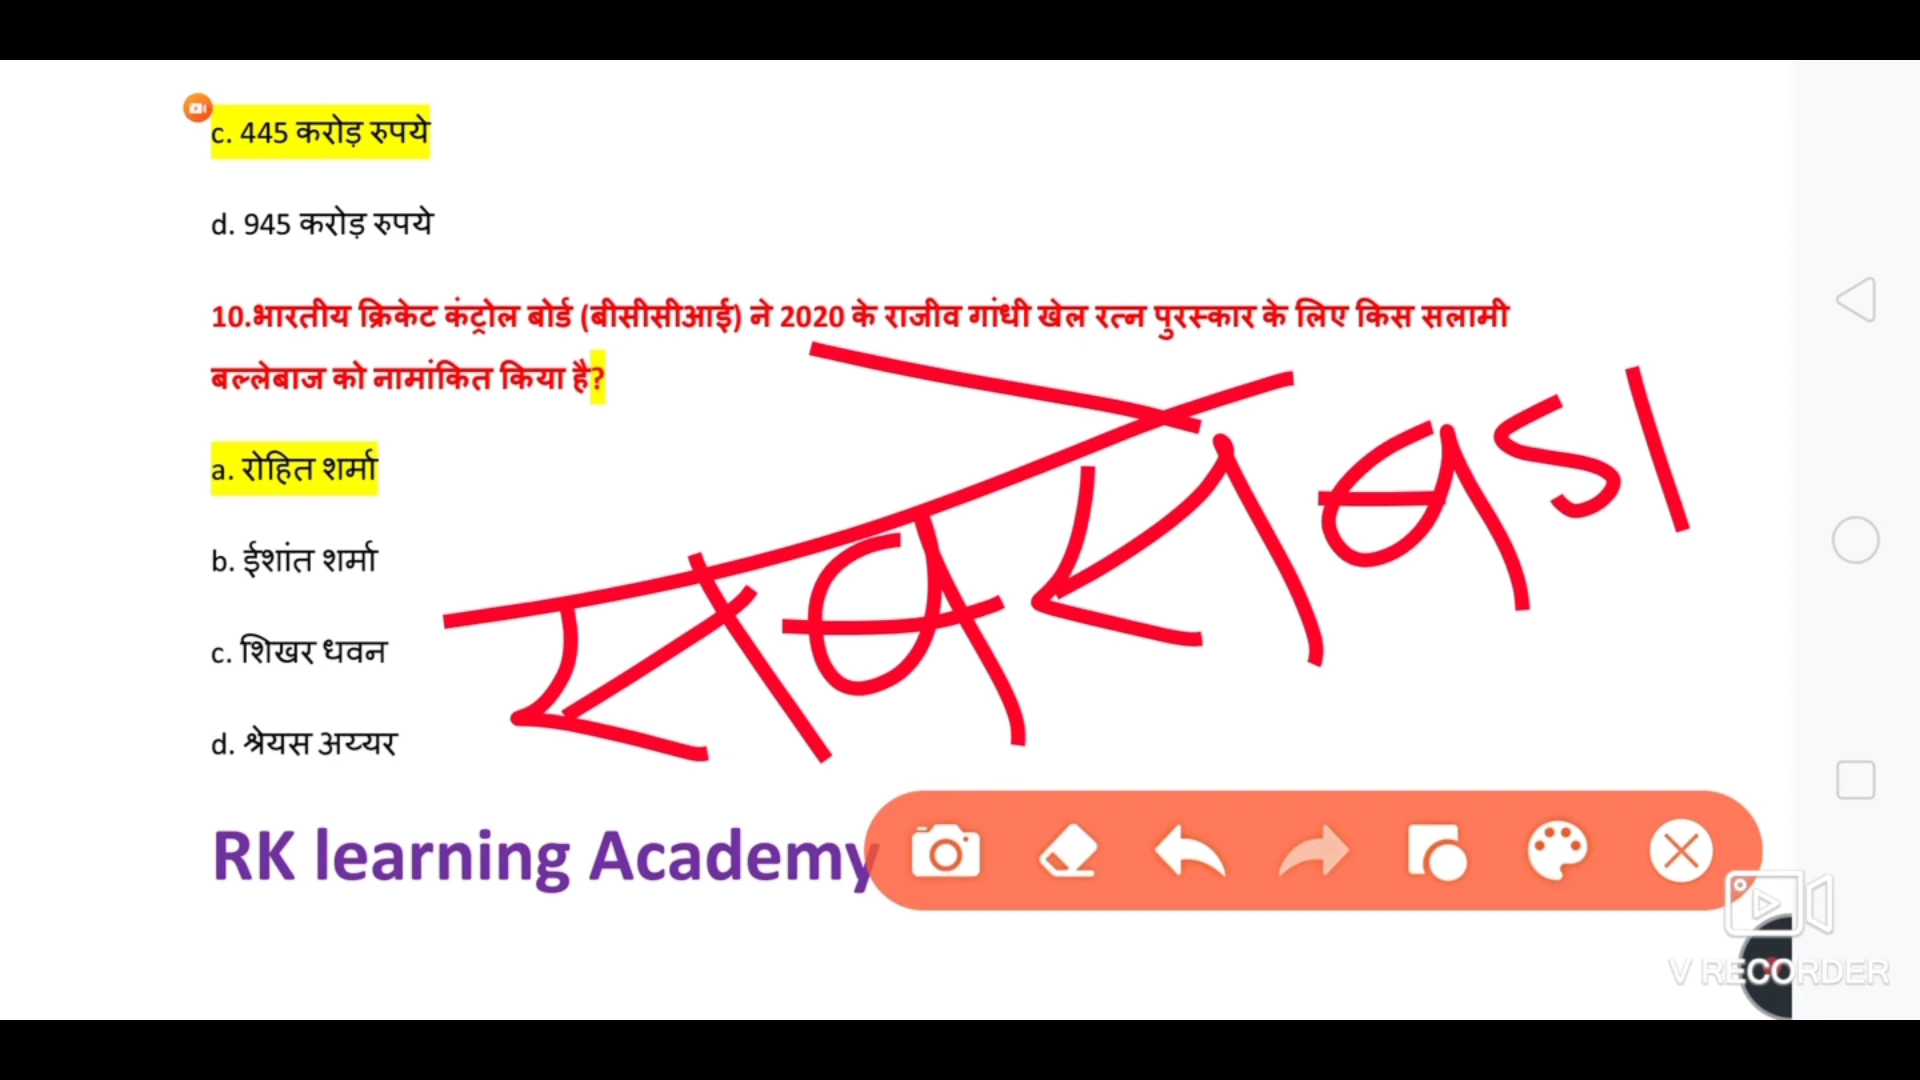 c. 445 करोड़ रुपये
d. 945 करोड़ रुपये
10.भारतीय क्रिकेट कंट्रोल बोर्ड (बीसीसीआई) ने 2020 के राजीव गांधी खेल रत्न पुरस्कार के लिए किस सलामी
बल्लेबाज को नामांकित किया है?
a. रोहित शर्मा
b. ईशांत शर्मा
c. शिखर धवन
d. श्रेयस अय्यर
RK learning Academy
V RECORDER